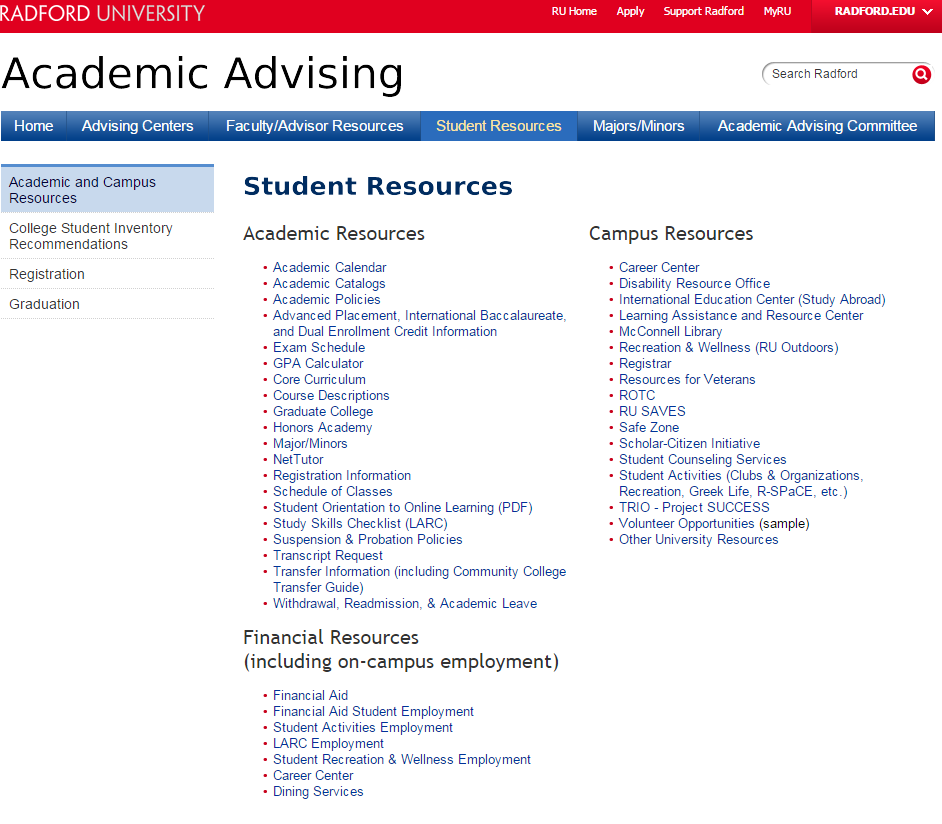 RADFORD UNIVERSITY
RU Home Apply Support Radford MyRU RADFORD.EDU
Academic Advising
Search Radford
Home Advising Centers Faculty/Advisor Resources Student Resources Majors/Minors Academic Advising Committee
Academic and Campus
Resources
College Student Inventory
Recommendations
Registration
Graduation
Student Resources
Academic Resources
• Academic Calendar
• Academic Catalogs
• Academic Policies
• Advanced Placement, International Baccalaureate,
and Dual Enrollment Credit Information
• Exam Schedule
• GPA Calculator
• Core Curriculum
• Course Descriptions
• Graduate College
• Honors Academy
• Major/Minors
• NetTutor
• Registration Information
• Schedule of Classes
• Student Orientation to Online Learning (PDF)
• Study Skills Checklist (LARC)
• Suspension & Probation Policies
• Transcript Request
• Transfer Information (including Community College
Transfer Guide)
• Withdrawal, Readmission, & Academic Leave
Financial Resources
(including on-campus employment)
• Financial Aid
• Financial Aid Student Employment
• Student Activities Employment
• LARC Employment
• Student Recreation & Wellness Employment
• Career Center
• Dining Services
Campus Resources
• Career Center
• Disability Resource Office
• International Education Center (Study Abroad)
• Learning Assistance and Resource Center
• McConnell Library
• Recreation & Wellness (RU Outdoors)
• Registrar
• Resources for Veterans
• ROTC
• RU SAVES
• Safe Zone
• Scholar-Citizen Initiative
• Student Counseling Services
• Student Activities (Clubs & Organizations,
Recreation, Greek Life, R-SPaCE, etc.)
• TRIO - Project SUCCESS
• Volunteer Opportunities (sample)
• Other University Resources